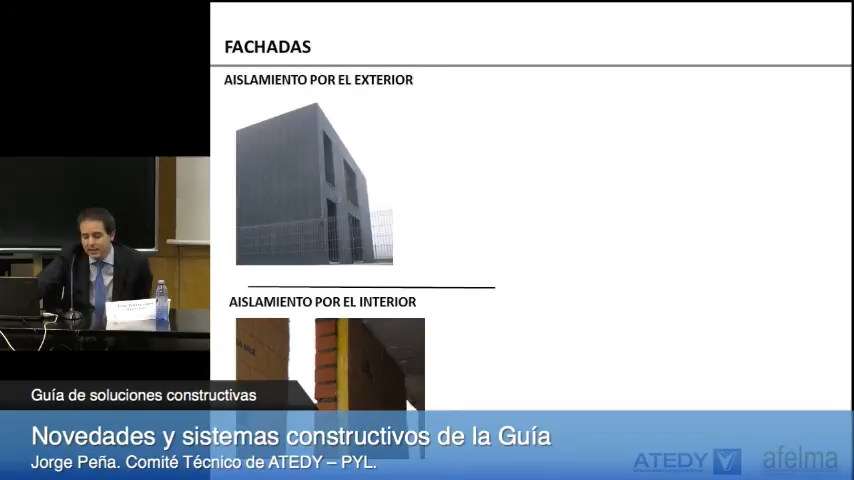 FACHADAS
AISLAMIENTO POR EL EXTERIOR
AISLAMIENTO POR EL INTERIOR
Guía de soluciones constructivas
Novedades y sistemas constructivos de la Guía
Jorge Peña. Comité Técnico de ATEDY – PYL.
ATEDY afelma